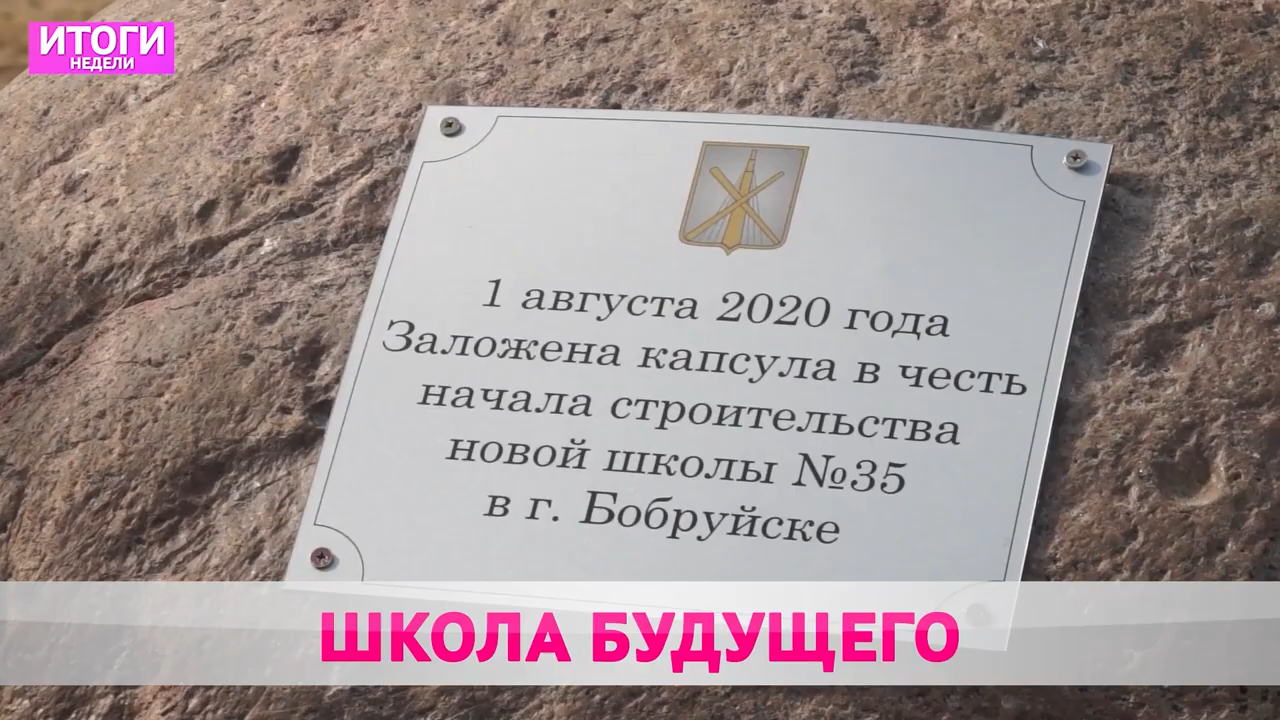 ИТОГИ
НЕДЕЛИ
1 августа 2020 года
Заложена капсула в честь
начала строительства
новой школы №35
в г. Бобруйске
ШКОЛА БУДУЩЕГО